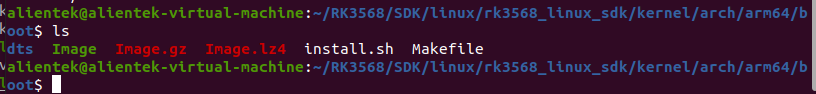 alientek@alientek-virtual-machine:~/RK3568/SDK/linux/rk3568_linux_sdk/kernel/arch/arm64/b
oot$ ls
dts  Image  Image.gz  Image.lz4  install.sh  Makefile
alientek@alientek-virtual-machine:~/RK3568/SDK/linux/rk3568_linux_sdk/kernel/arch/arm64/b
oot$